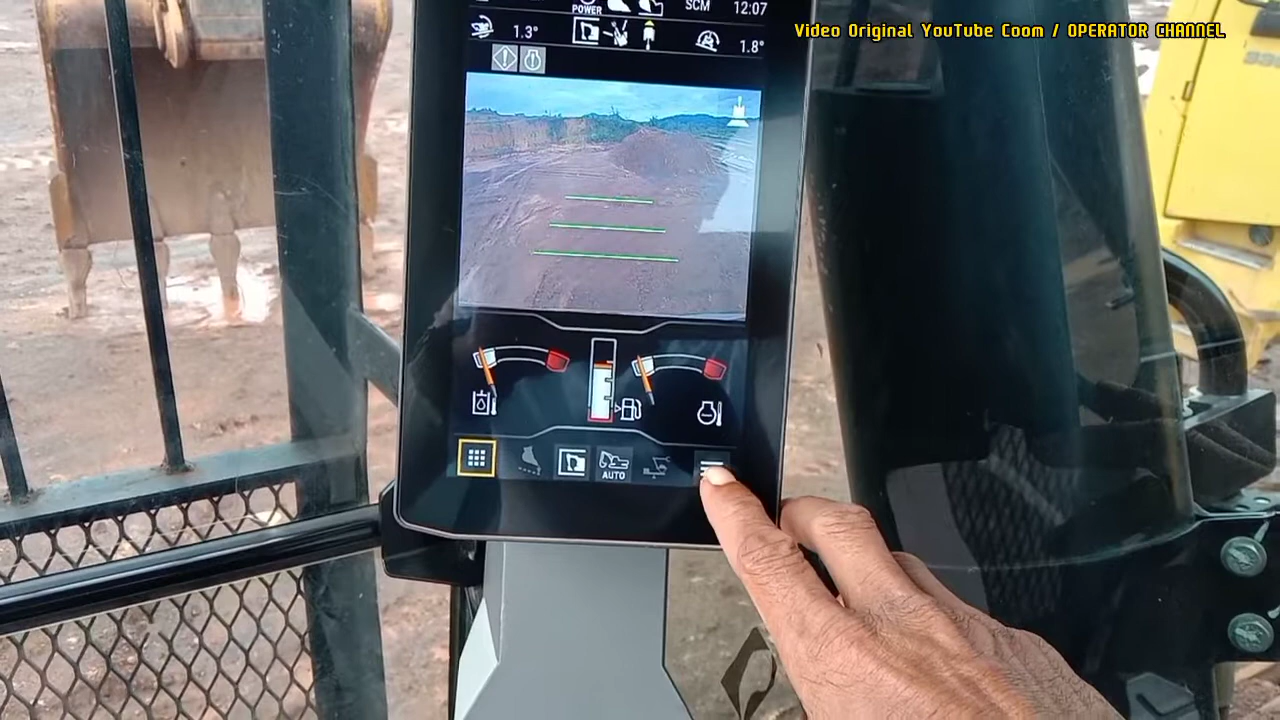 POWER
SCM
12:07
1.3°
1.8°
AUTO
Video Original YouTube Coom / OPERATOR CHANNEL